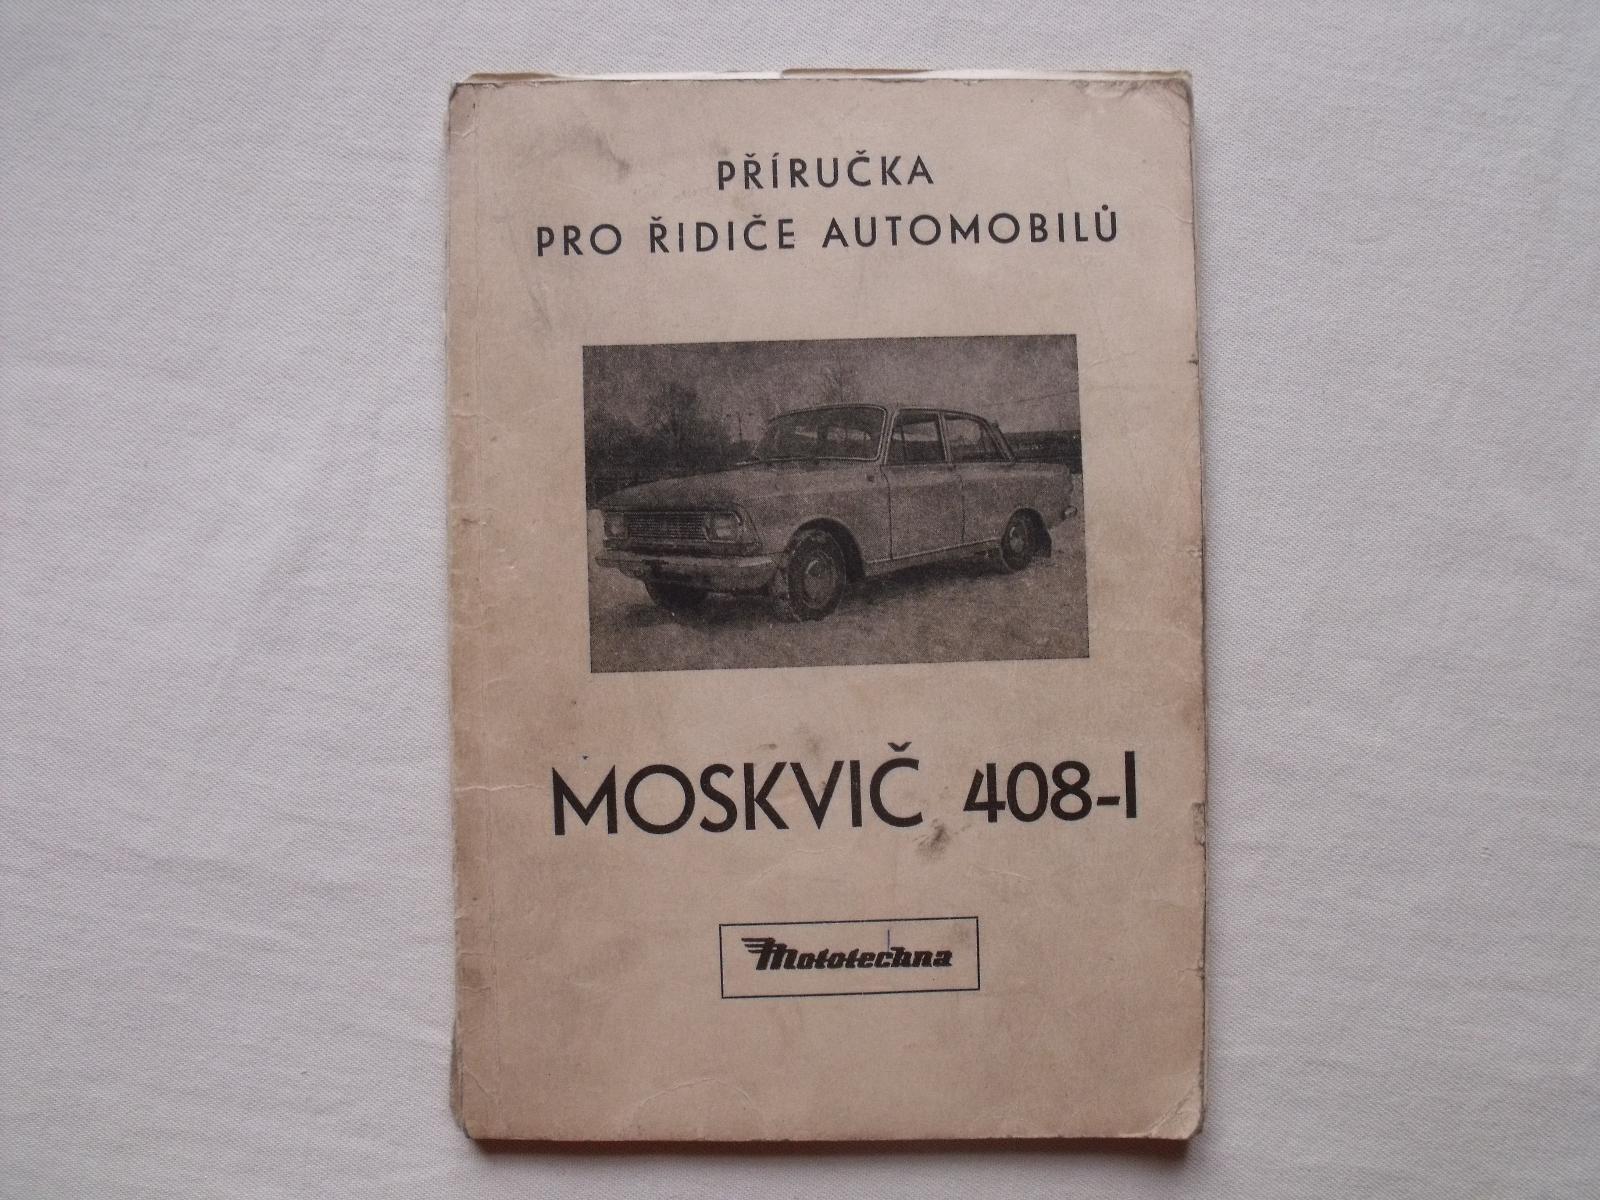 PŘÍRUČKA
PRO ŘIDIČE AUTOMOBILŮ
MOSKVIČ 408-I
Mototechna